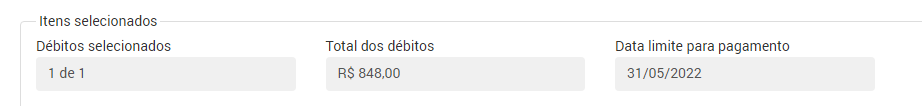 Itens selecionados
Débitos selecionados Total dos débitos Data limite para pagamento
1 de 1 R$ 848,00 31/05/2022